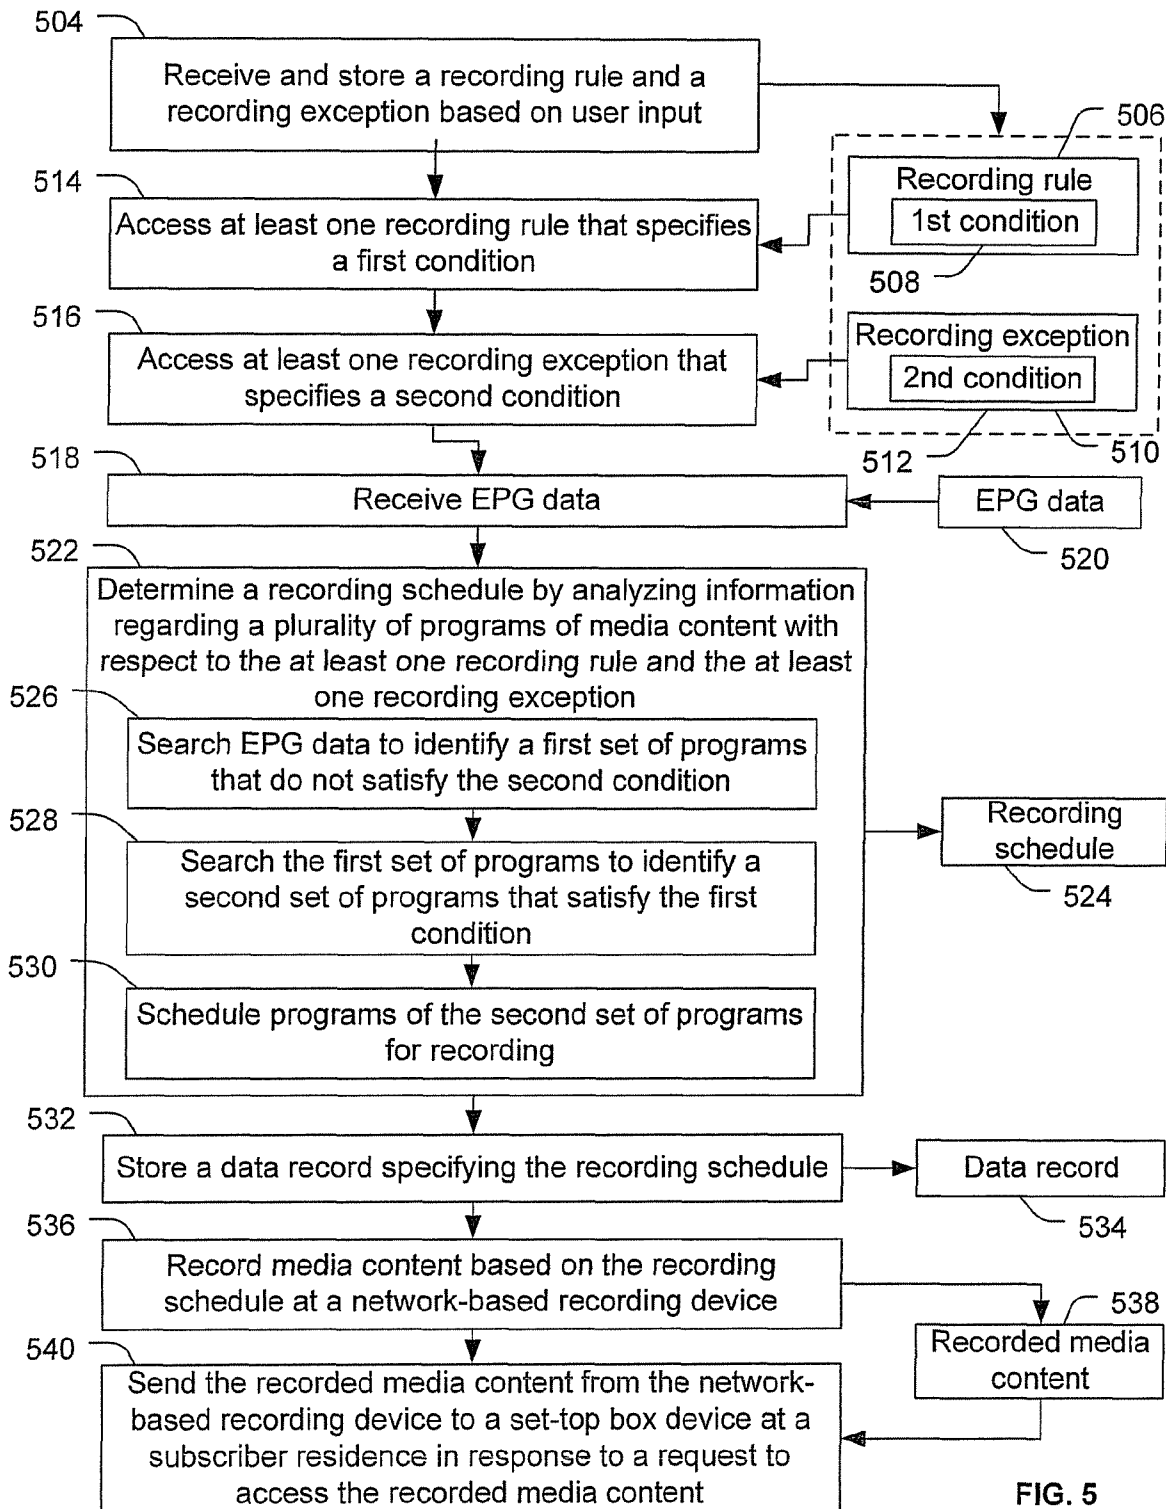 504
Receive and store a recording rule and a
recording exception based on user input
506
Recording rule
1st condition
508
514
Access at least one recording rule that specifies
a first condition
516
Access at least one recording exception that
specifies a second condition
Recording exception
2nd condition
512
510
518
Receive EPG data
EPG data
520
522
Determine a recording schedule by analyzing information
regarding a plurality of programs of media content with
respect to the at least one recording rule and the at least
one recording exception
526
Search EPG data to identify a first set of programs
that do not satisfy the second condition
528
Search the first set of programs to identify a
second set of programs that satisfy the first
condition
Recording
schedule
524
530
Schedule programs of the second set of programs
for recording
532
Store a data record specifying the recording schedule
Data record
534
536
Record media content based on the recording
schedule at a network-based recording device
538
Recorded media
content
540
Send the recorded media content from the network-
based recording device to a set-top box device at a
subscriber residence in response to a request to
access the recorded media content
FIG. 5